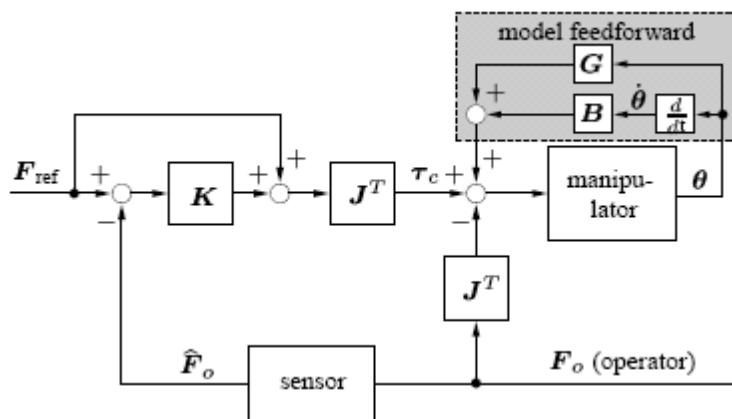 model feedforward
G
+
B
θ̇
d/dt
F_ref
+
−
K
+
+
J^T
τ_c
+
+
−
manipu-
lator
θ
J^T
F̂_o
sensor
F_o (operator)